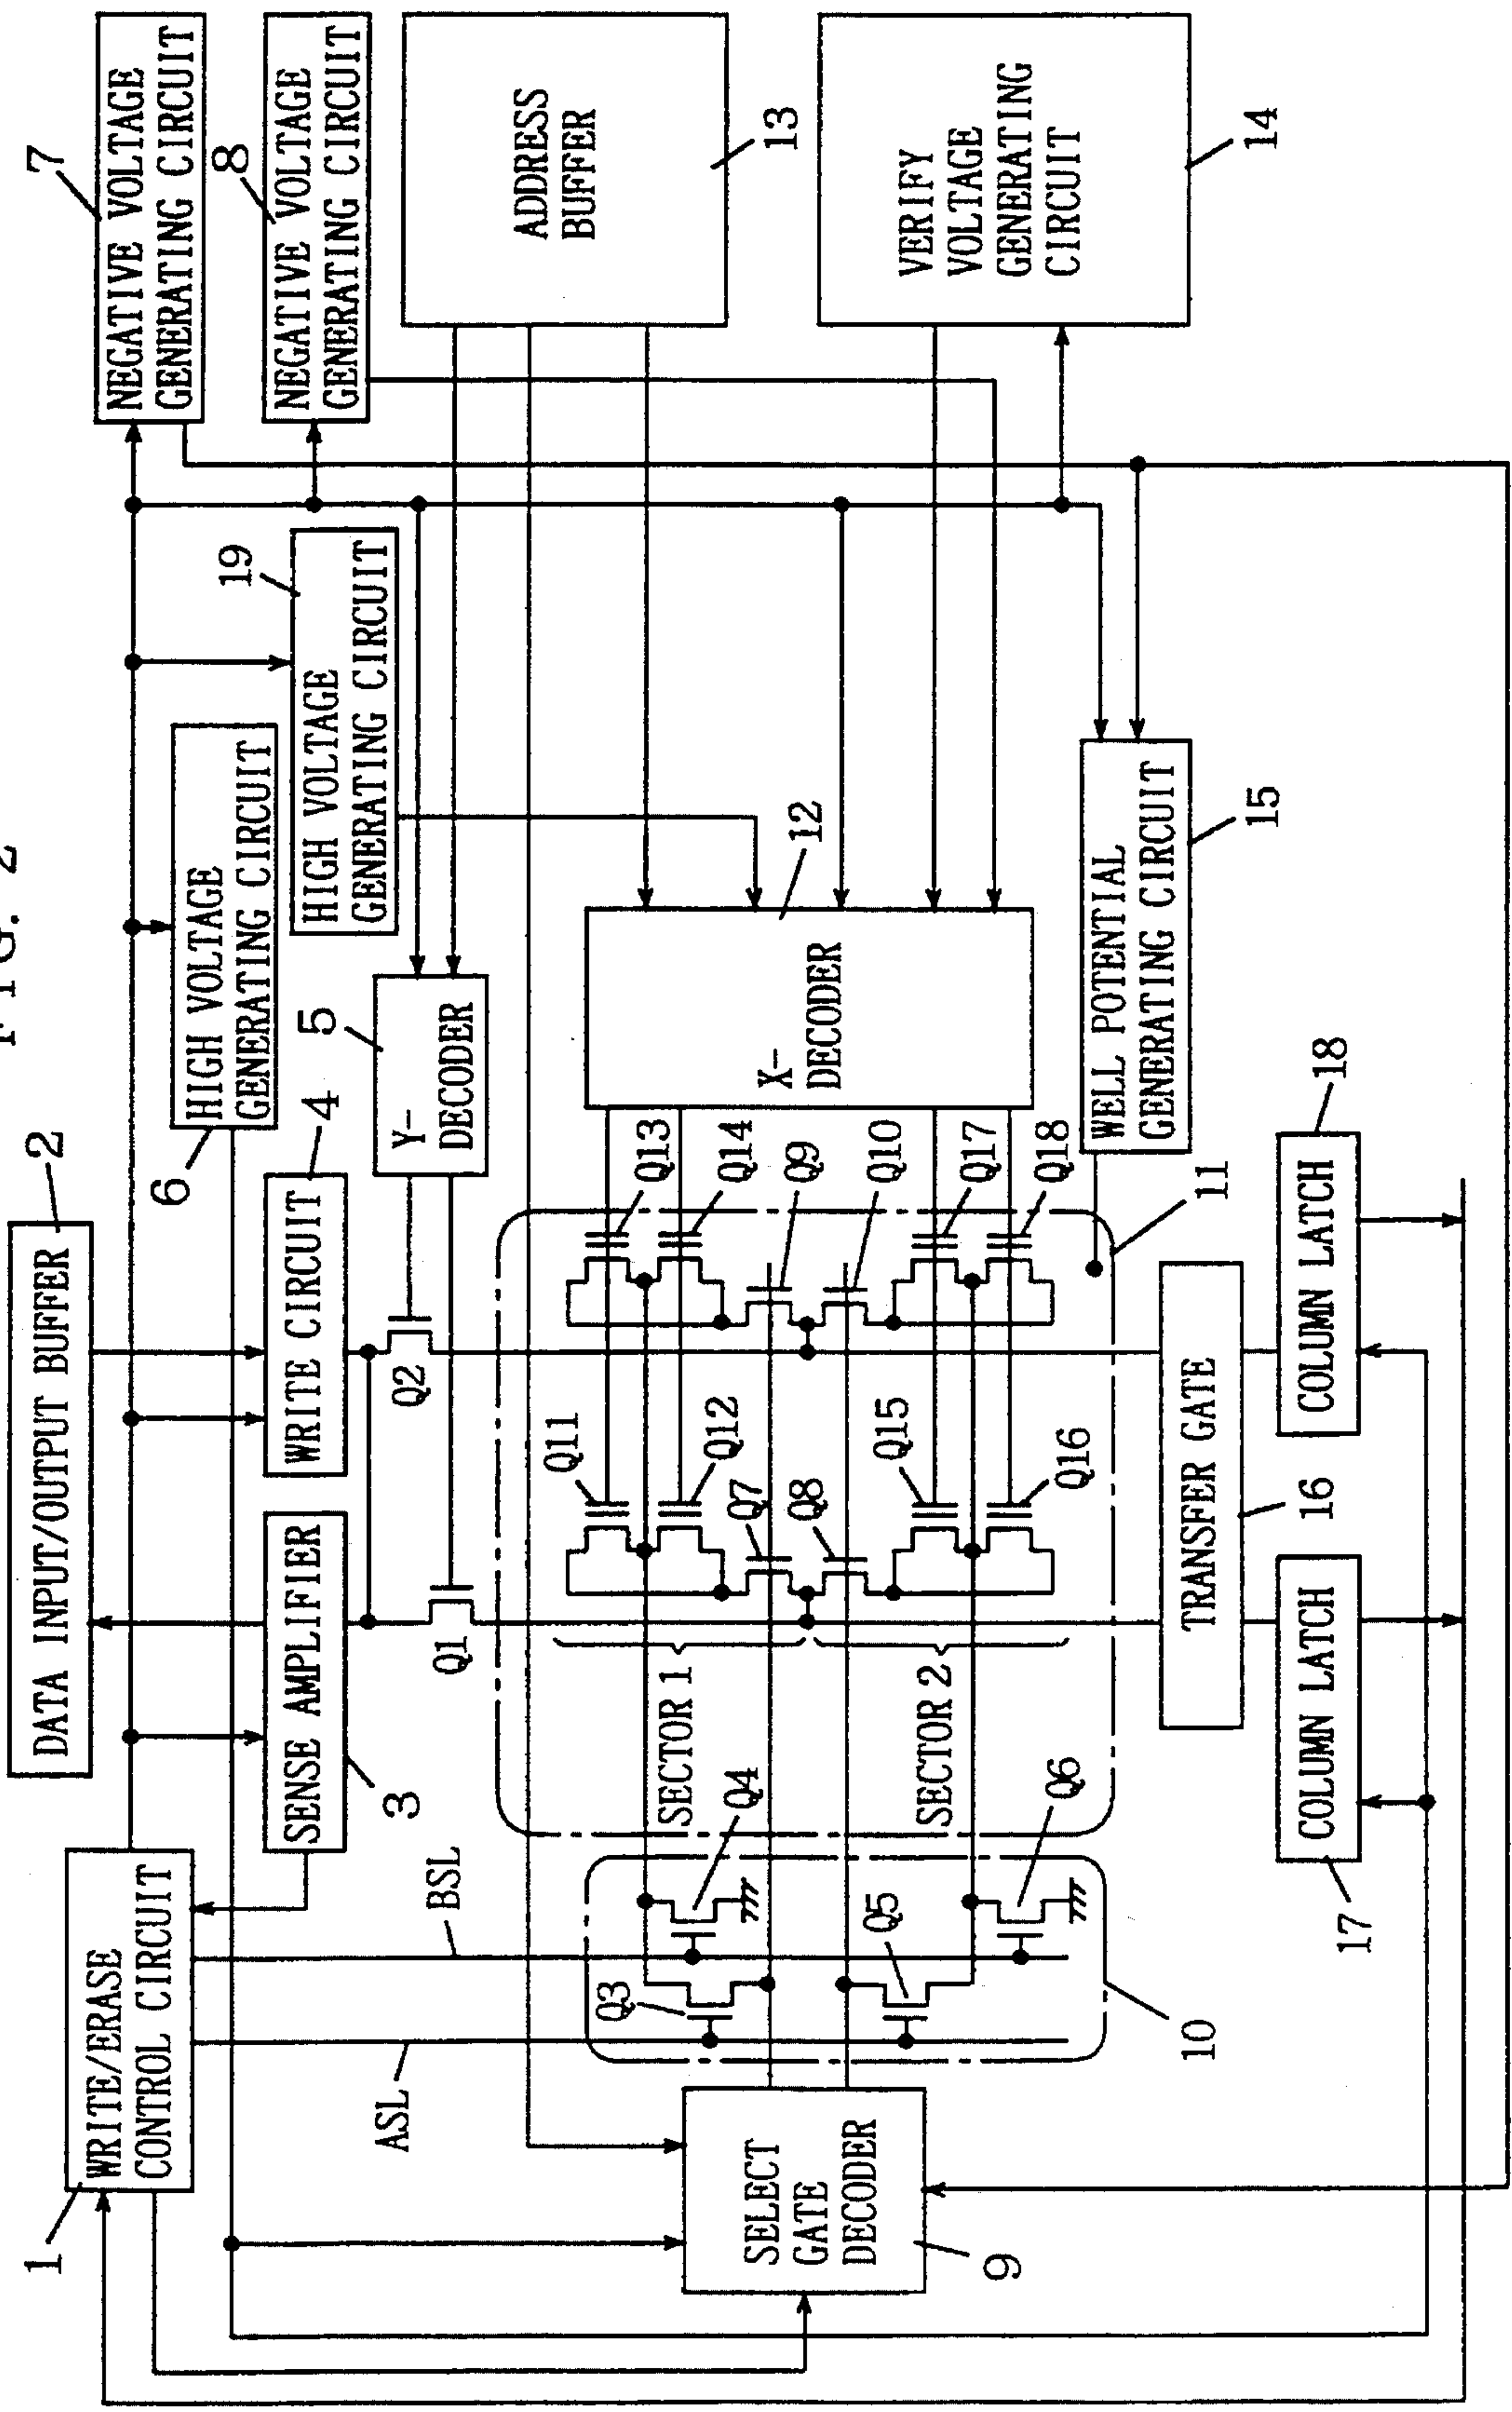 FIG. 2
DATA INPUT/OUTPUT BUFFER
2
1
WRITE/ERASE
CONTROL CIRCUIT
SENSE AMPLIFIER
3
WRITE CIRCUIT
4
6
HIGH VOLTAGE
GENERATING CIRCUIT
19
HIGH VOLTAGE
GENERATING CIRCUIT
7
NEGATIVE VOLTAGE
GENERATING CIRCUIT
8
NEGATIVE VOLTAGE
GENERATING CIRCUIT
ASL
BSL
Q1
Q2
5
Y-
DECODER
ADDRESS
BUFFER
13
Q3
Q4
Q5
Q6
10
SELECT
GATE
DECODER
9
SECTOR 1
SECTOR 2
Q11
Q12
Q7
Q8
Q15
Q16
Q13
Q14
Q9
Q10
Q17
Q18
11
X-
DECODER
12
VERIFY
VOLTAGE
GENERATING
CIRCUIT
14
WELL POTENTIAL
GENERATING CIRCUIT
15
TRANSFER GATE
16
COLUMN LATCH
17
COLUMN LATCH
18